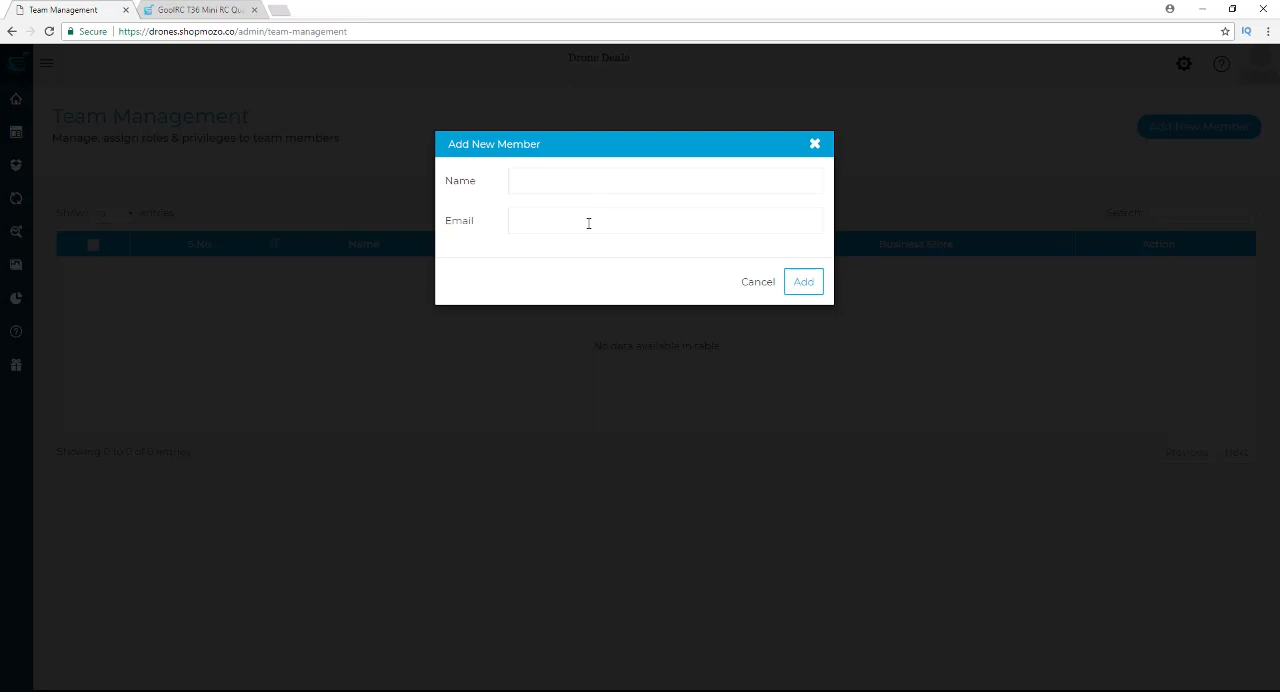 Team Management
GoolRC T36 Mini RC Qu
Secure
https://drones.shopmozo.co/admin/team-management
IQ
Drone Deals
Team Management
Manage, assign roles & privileges to team members
Add New Member
Add New Member
Name
Email
Cancel
Add
Show
entries
Search:
S.No
Name
Business Store
Action
No data available in table
Showing 0 to 0 of 0 entries
Previous
Next